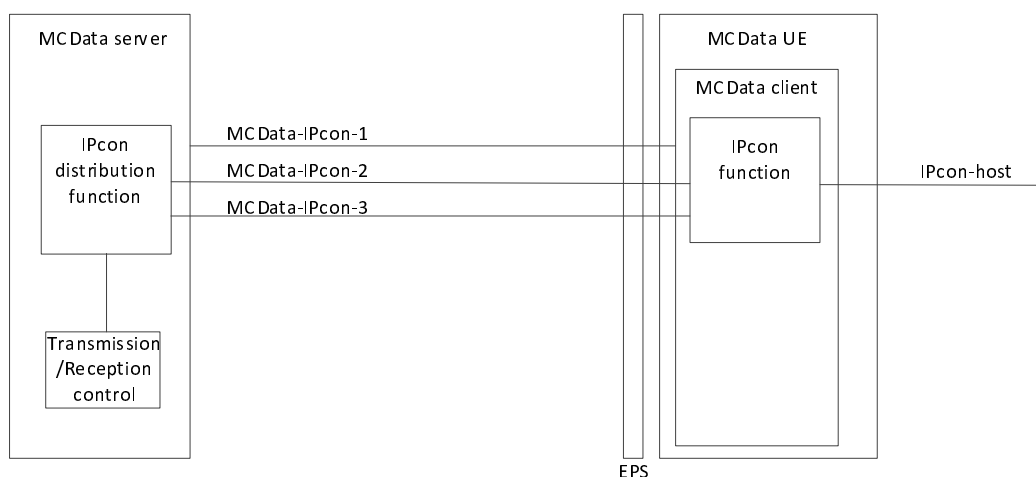 MCData server
MCData UE
MCData client
MCData-IPcon-1
IPcon
distribution
function
IPcon
function
MCData-IPcon-2
IPcon-host
MCData-IPcon-3
Transmission
/Reception
control
EPS